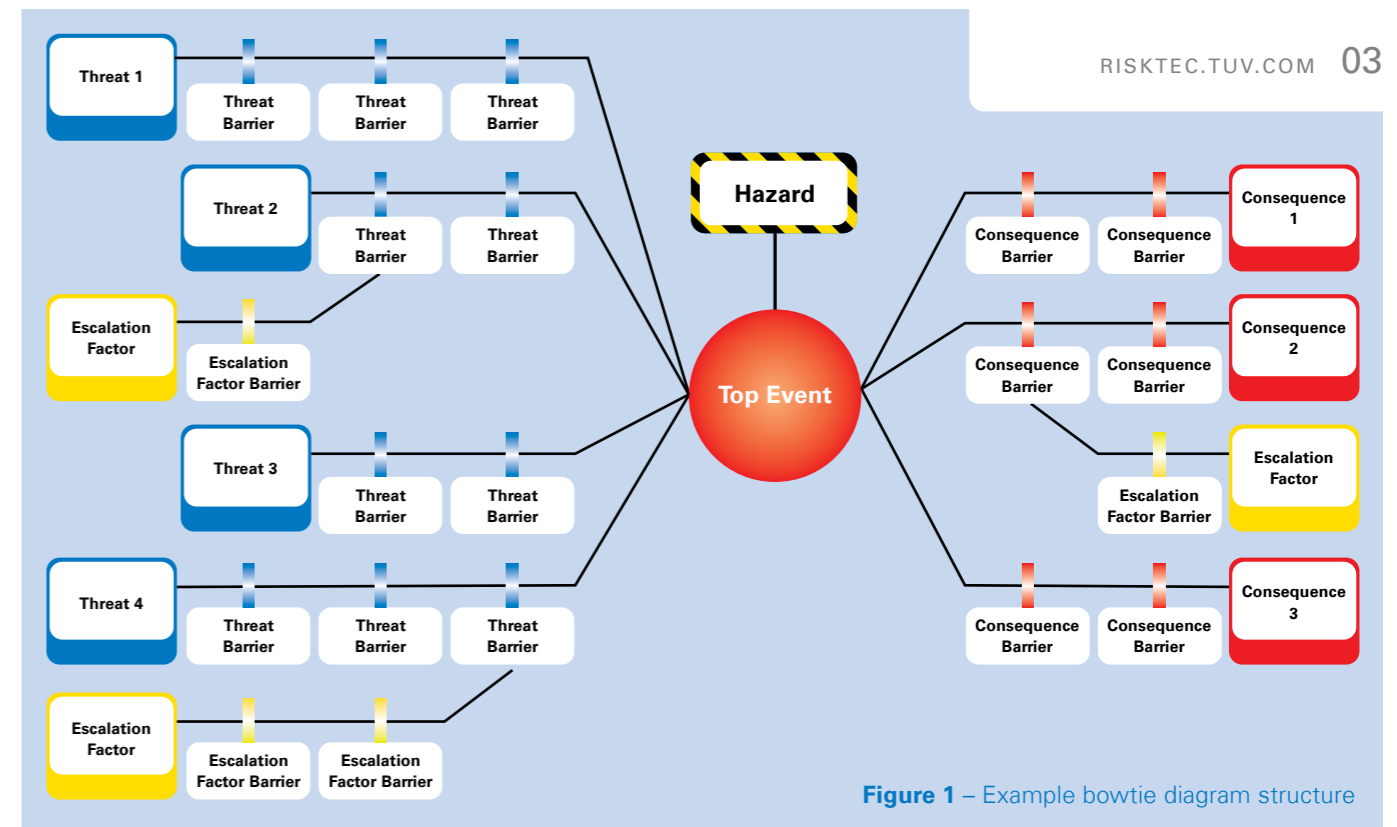 RISKTEC.TUV.COM 03
Threat 1
Threat
Barrier
Threat
Barrier
Threat
Barrier
Threat 2
Threat
Barrier
Threat
Barrier
Escalation
Factor
Escalation
Factor Barrier
Threat 3
Threat
Barrier
Threat
Barrier
Threat 4
Threat
Barrier
Threat
Barrier
Threat
Barrier
Escalation
Factor
Escalation
Factor Barrier
Escalation
Factor Barrier
Hazard
Top Event
Consequence
Barrier
Consequence
Barrier
Consequence
1
Consequence
Barrier
Consequence
Barrier
Consequence
2
Escalation
Factor Barrier
Escalation
Factor
Consequence
Barrier
Consequence
Barrier
Consequence
3
Figure 1 – Example bowtie diagram structure